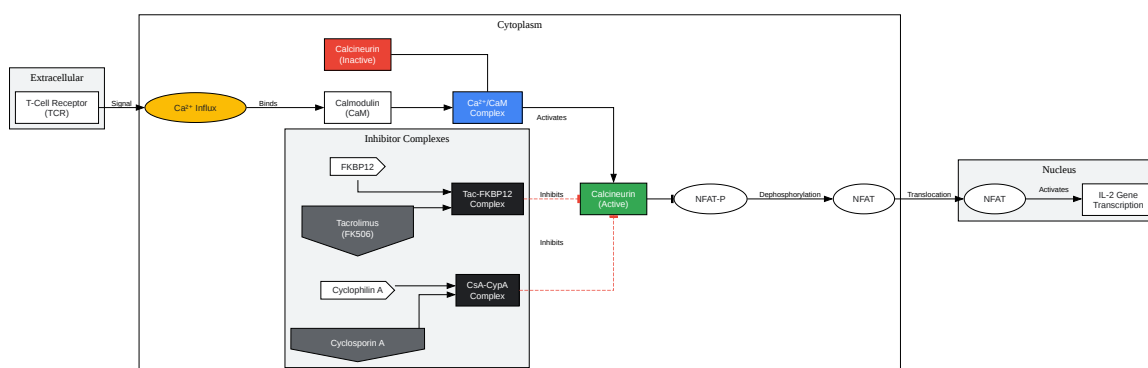 Cytoplasm
Calcineurin
(Inactive)
Extracellular
T-Cell Receptor
(TCR)
Signal
Ca²⁺ Influx
Binds
Calmodulin
(CaM)
Ca²⁺/CaM
Complex
Activates
Inhibitor Complexes
FKBP12
Tac-FKBP12
Complex
Tacrolimus
(FK506)
Inhibits
Calcineurin
(Active)
NFAT-P
Dephosphorylation
NFAT
Translocation
Nucleus
NFAT
Activates
IL-2 Gene
Transcription
Inhibits
Cyclophilin A
CsA-CypA
Complex
Cyclosporin A